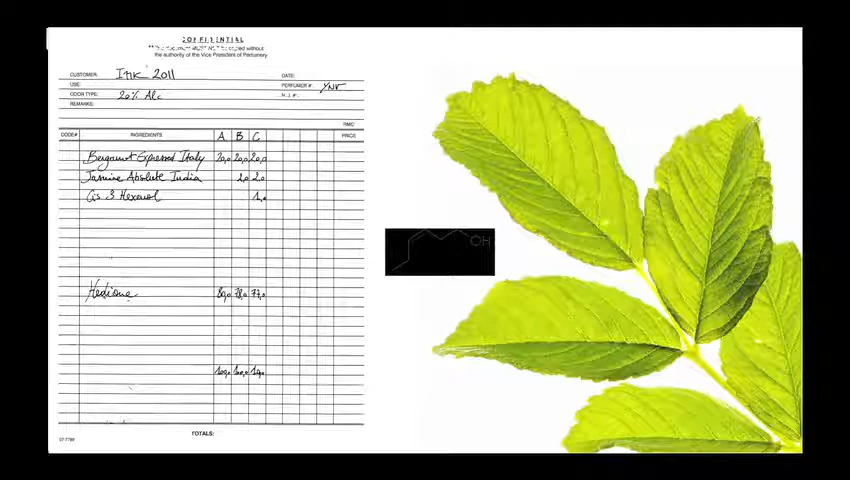 CONFIDENTIAL
the authority of the Vice President of Perfumery
CUSTOMER: 2011
DATE:
USE: PERFUMER #:
ODOR TYPE: 20% Alc
REMARKS:
RMC
CODE# INGREDIENTS A B C PRICE
Bergamot Expressed Italy 20,0 20,0 20,0
Jasmine Absolute India 2,0 2,0
Cis 3 Hexenol 1,0
OH
Hedione 80,0 78,0 77,0
100,0 100,0 100,0
TOTALS: